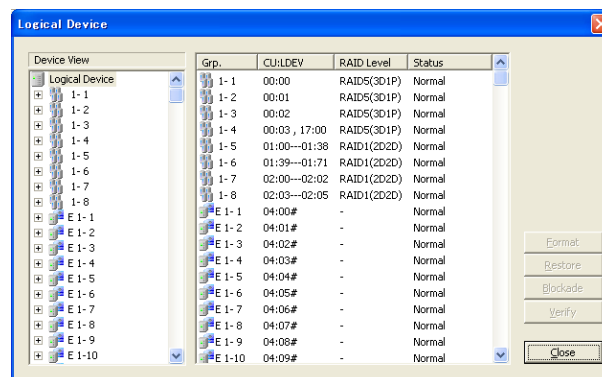 Logical Device
Device View
Logical Device
1- 1
1- 2
1- 3
1- 4
1- 5
1- 6
1- 7
1- 8
E 1- 1
E 1- 2
E 1- 3
E 1- 4
E 1- 5
E 1- 6
E 1- 7
E 1- 8
E 1- 9
E 1-10
Grp. CU:LDEV RAID Level Status
1- 1 00:00 RAID5(3D1P) Normal
1- 2 00:01 RAID5(3D1P) Normal
1- 3 00:02 RAID5(3D1P) Normal
1- 4 00:03 , 17:00 RAID5(3D1P) Normal
1- 5 01:00---01:38 RAID1(2D2D) Normal
1- 6 01:39---01:71 RAID1(2D2D) Normal
1- 7 02:00---02:02 RAID1(2D2D) Normal
1- 8 02:03---02:05 RAID1(2D2D) Normal
E 1- 1 04:00# - Normal
E 1- 2 04:01# - Normal
E 1- 3 04:02# - Normal
E 1- 4 04:03# - Normal
E 1- 5 04:04# - Normal
E 1- 6 04:05# - Normal
E 1- 7 04:06# - Normal
E 1- 8 04:07# - Normal
E 1- 9 04:08# - Normal
E 1-10 04:09# - Normal
Format
Restore
Blockade
Verify
Close